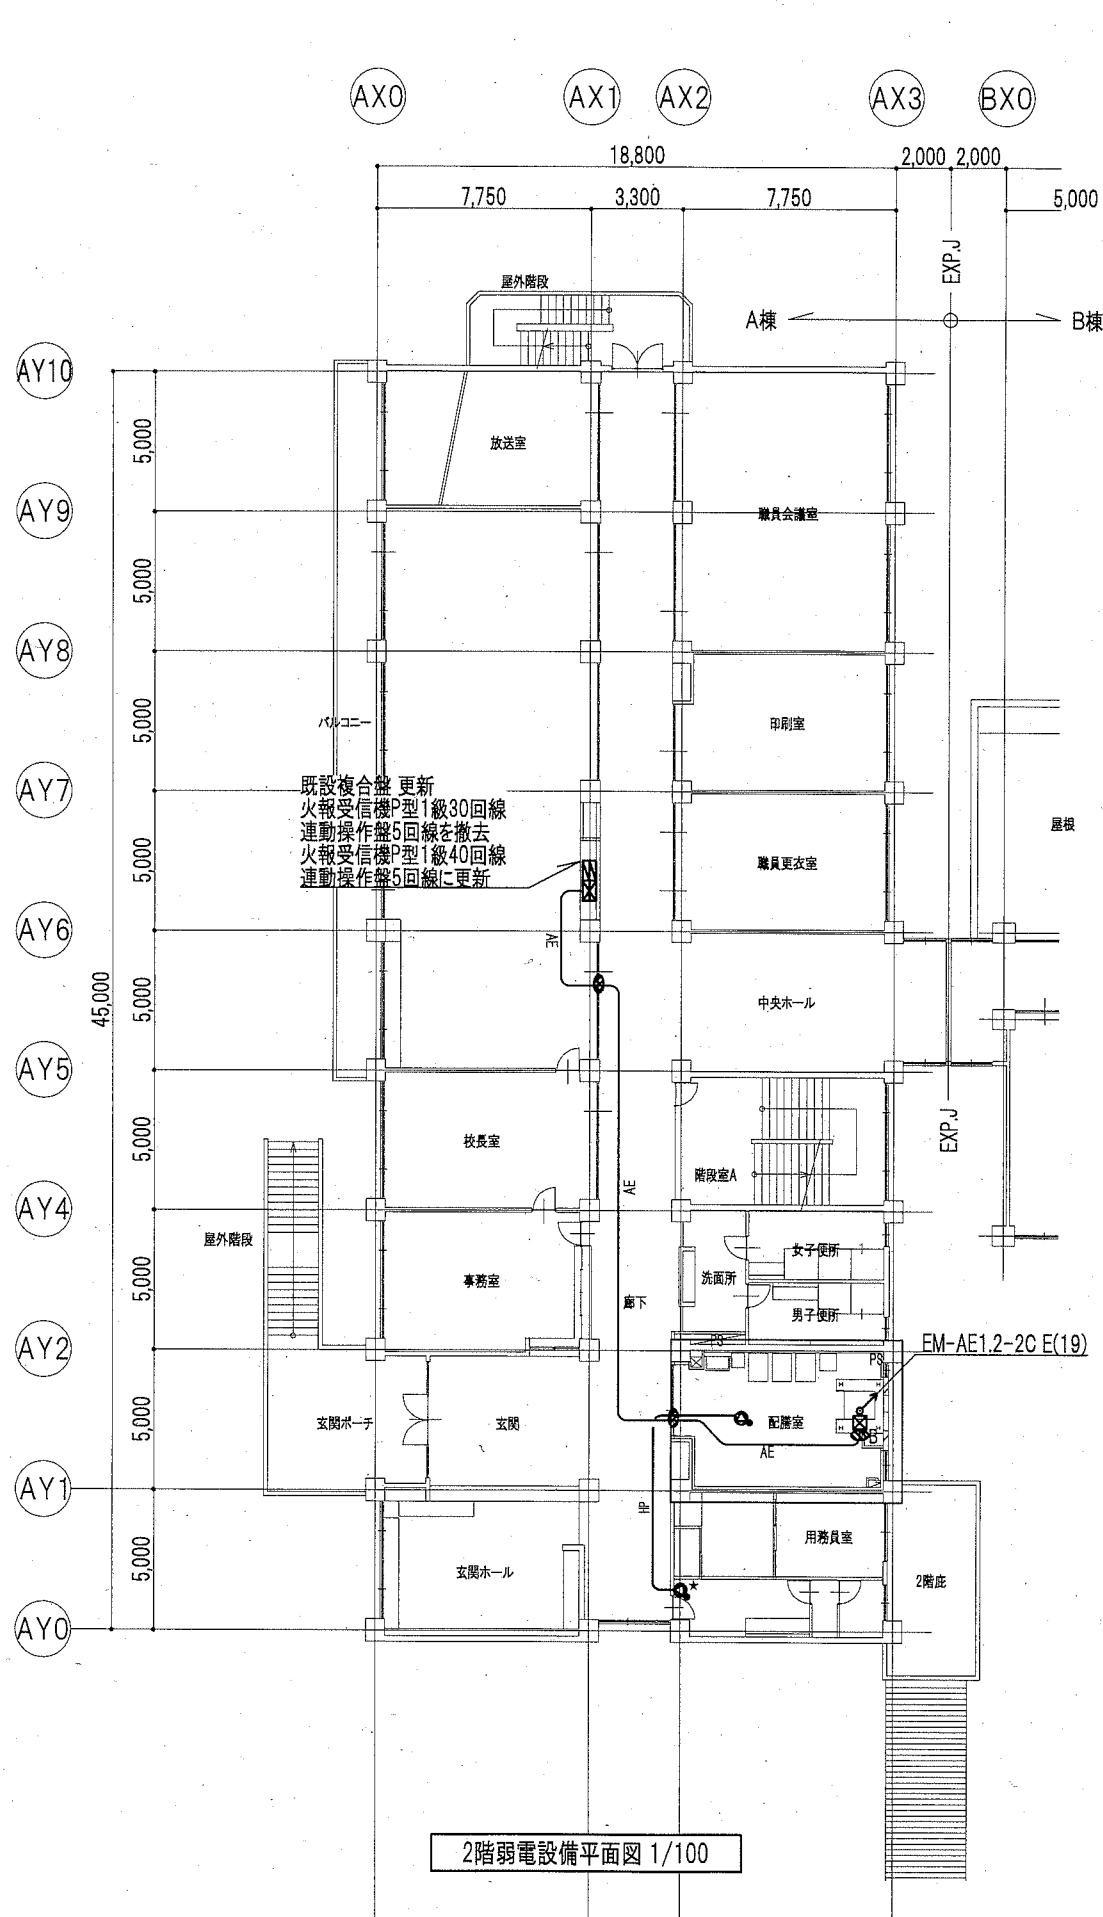 AX0
AX1
AX2
AX3
BX0
18,800
2,000
2,000
7,750
3,300
7,750
5,000
EXP.J
屋外階段
A棟
B棟
AY10
5,000
放送室
AY9
職員会議室
5,000
AY8
5,000
バルコニー
印刷室
AY7
既設複合盤 更新
火報受信機P型1級30回線
連動操作盤5回線を撤去
火報受信機P型1級40回線
連動操作盤5回線に更新
屋根
5,000
職員更衣室
AY6
AE
45,000
5,000
中央ホール
AY5
EXP.J
5,000
校長室
階段室A
AE
AY4
屋外階段
女子便所
5,000
事務室
洗面所
廊下
男子便所
PS
AY2
EM-AE1.2-2C E(19)
PS
5,000
玄関ポーチ
玄関
配膳室
B
AE
AY1
HP
5,000
用務員室
玄関ホール
2階庇
AY0
2階弱電設備平面図 1/100